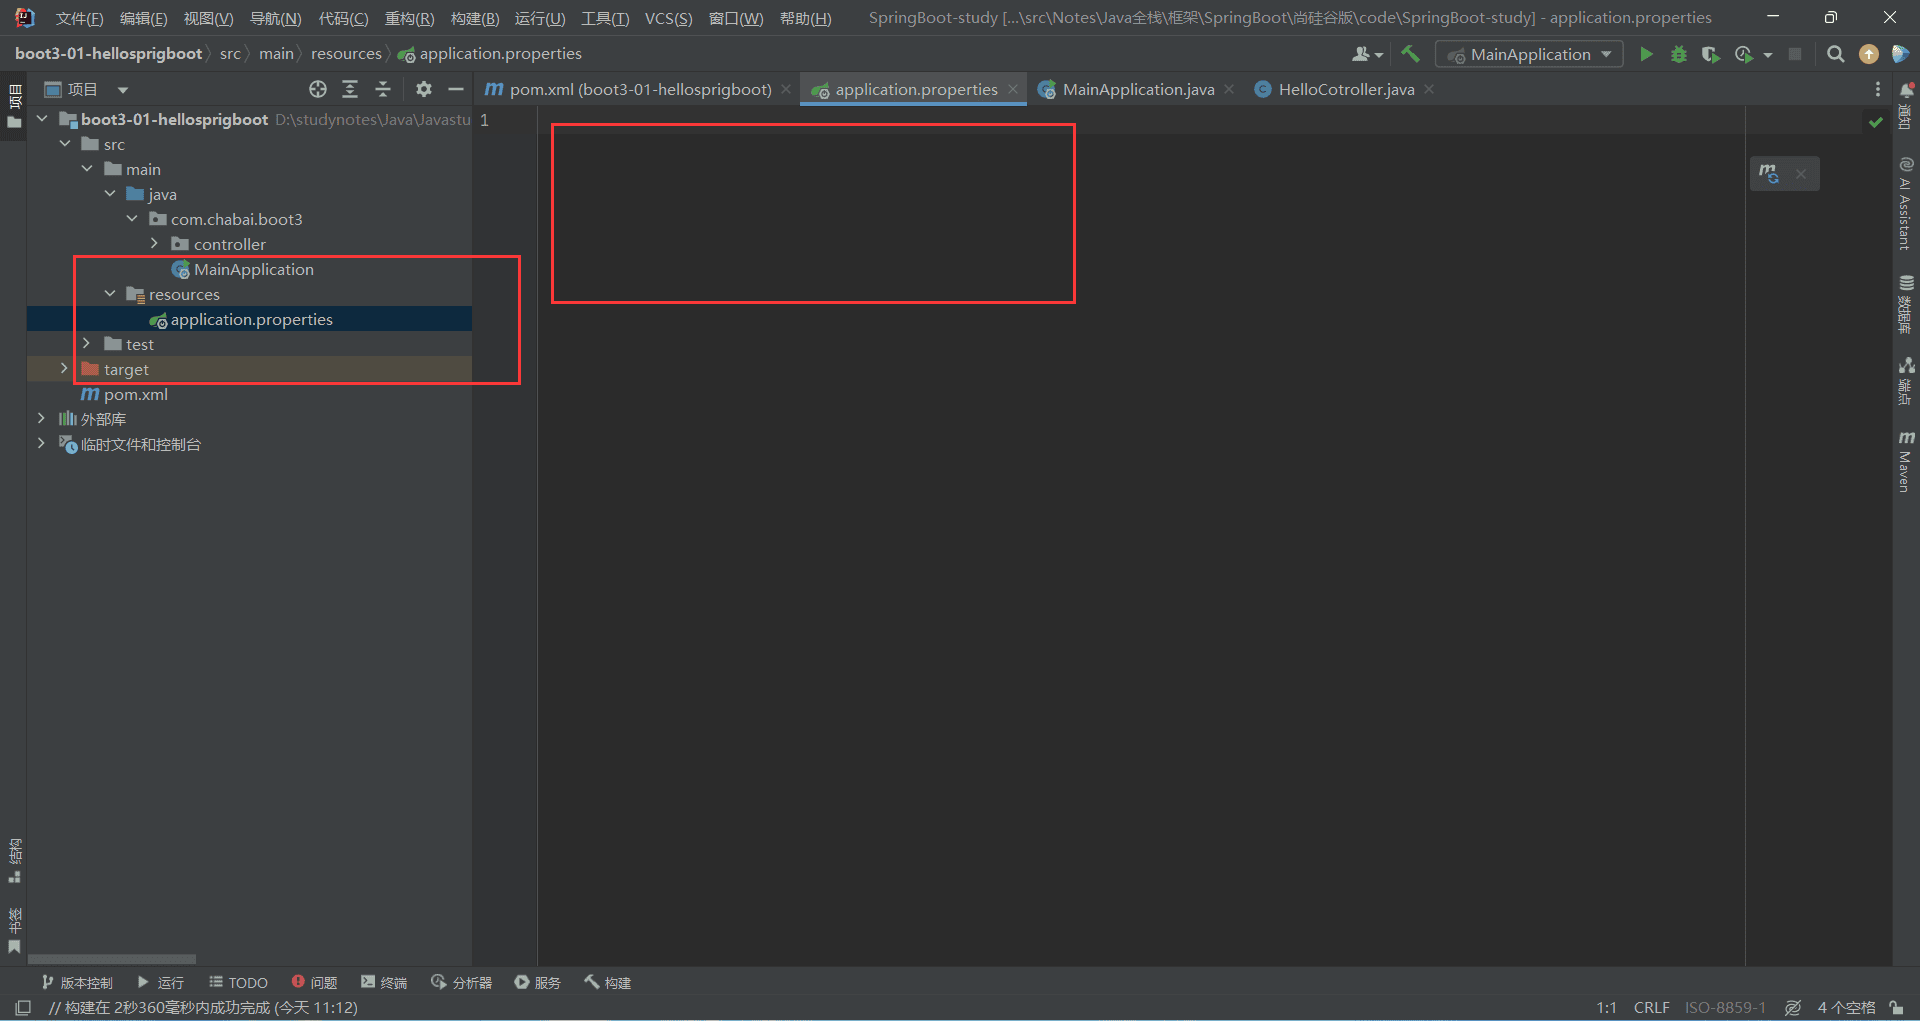 文件(F) 编辑(E) 视图(V) 导航(N) 代码(C) 重构(R) 构建(B) 运行(U) 工具(T) VCS(S) 窗口(W) 帮助(H) SpringBoot-study [...\src\Notes\Java全栈\框架\SpringBoot\尚硅谷版\code\SpringBoot-study] - application.properties
boot3-01-hellosprigboot src main resources application.properties MainApplication
项目 pom.xml (boot3-01-hellosprigboot) application.properties MainApplication.java HelloCotroller.java
boot3-01-hellosprigboot D:\studynotes\Java\Javastu 1
src
main
java
com.chabai.boot3
controller
MainApplication
resources
application.properties
test
target
pom.xml
外部库
临时文件和控制台
项目
结构
书签
通知
AI Assistant
数据库
端点
Maven
版本控制 运行 TODO 问题 终端 分析器 服务 构建
// 构建在 2秒360毫秒内成功完成 (今天 11:12) 1:1 CRLF ISO-8859-1 4 个空格